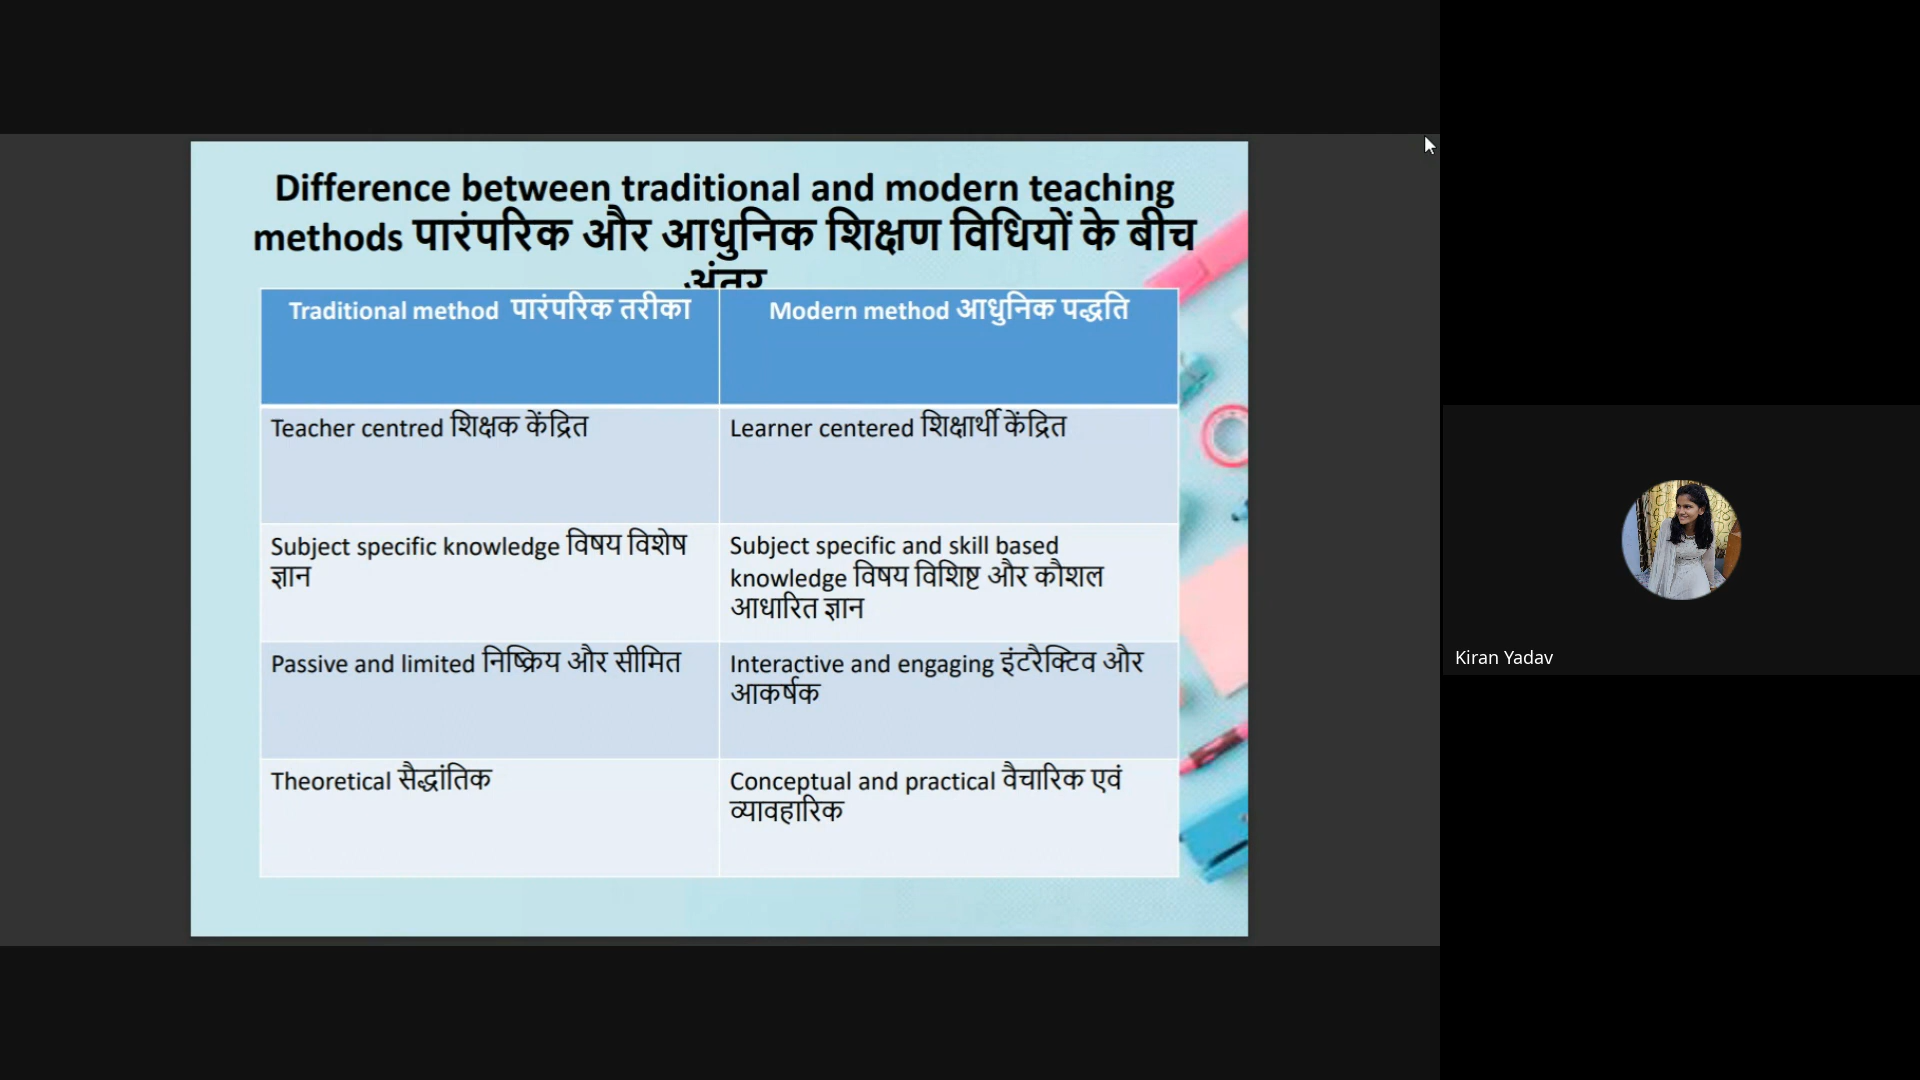 Difference between traditional and modern teaching
methods पारंपरिक और आधुनिक शिक्षण विधियों के बीच
अंतर
Traditional method पारंपरिक तरीका
Modern method आधुनिक पद्धति
Teacher centred शिक्षक केंद्रित
Learner centered शिक्षार्थी केंद्रित
Subject specific knowledge विषय विशेष
ज्ञान
Subject specific and skill based
knowledge विषय विशिष्ट और कौशल
आधारित ज्ञान
Passive and limited निष्क्रिय और सीमित
Interactive and engaging इंटरैक्टिव और
आकर्षक
Theoretical सैद्धांतिक
Conceptual and practical वैचारिक एवं
व्यावहारिक
Kiran Yadav